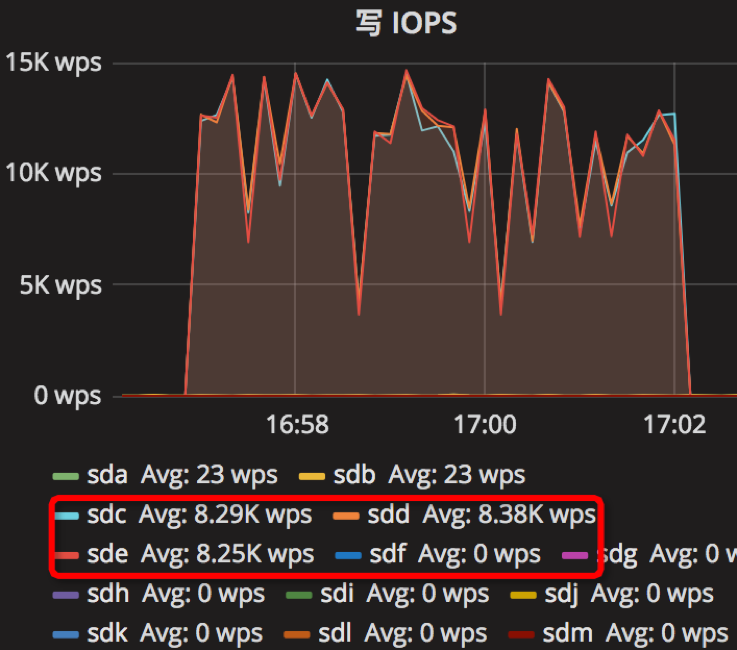 写 IOPS
15K wps
10K wps
5K wps
0 wps
16:58 17:00 17:02
sda Avg: 23 wps sdb Avg: 23 wps
sdc Avg: 8.29K wps sdd Avg: 8.38K wps
sde Avg: 8.25K wps sdf Avg: 0 wps sdg Avg: 0 w
sdh Avg: 0 wps sdi Avg: 0 wps sdj Avg: 0 wps
sdk Avg: 0 wps sdl Avg: 0 wps sdm Avg: 0 wps